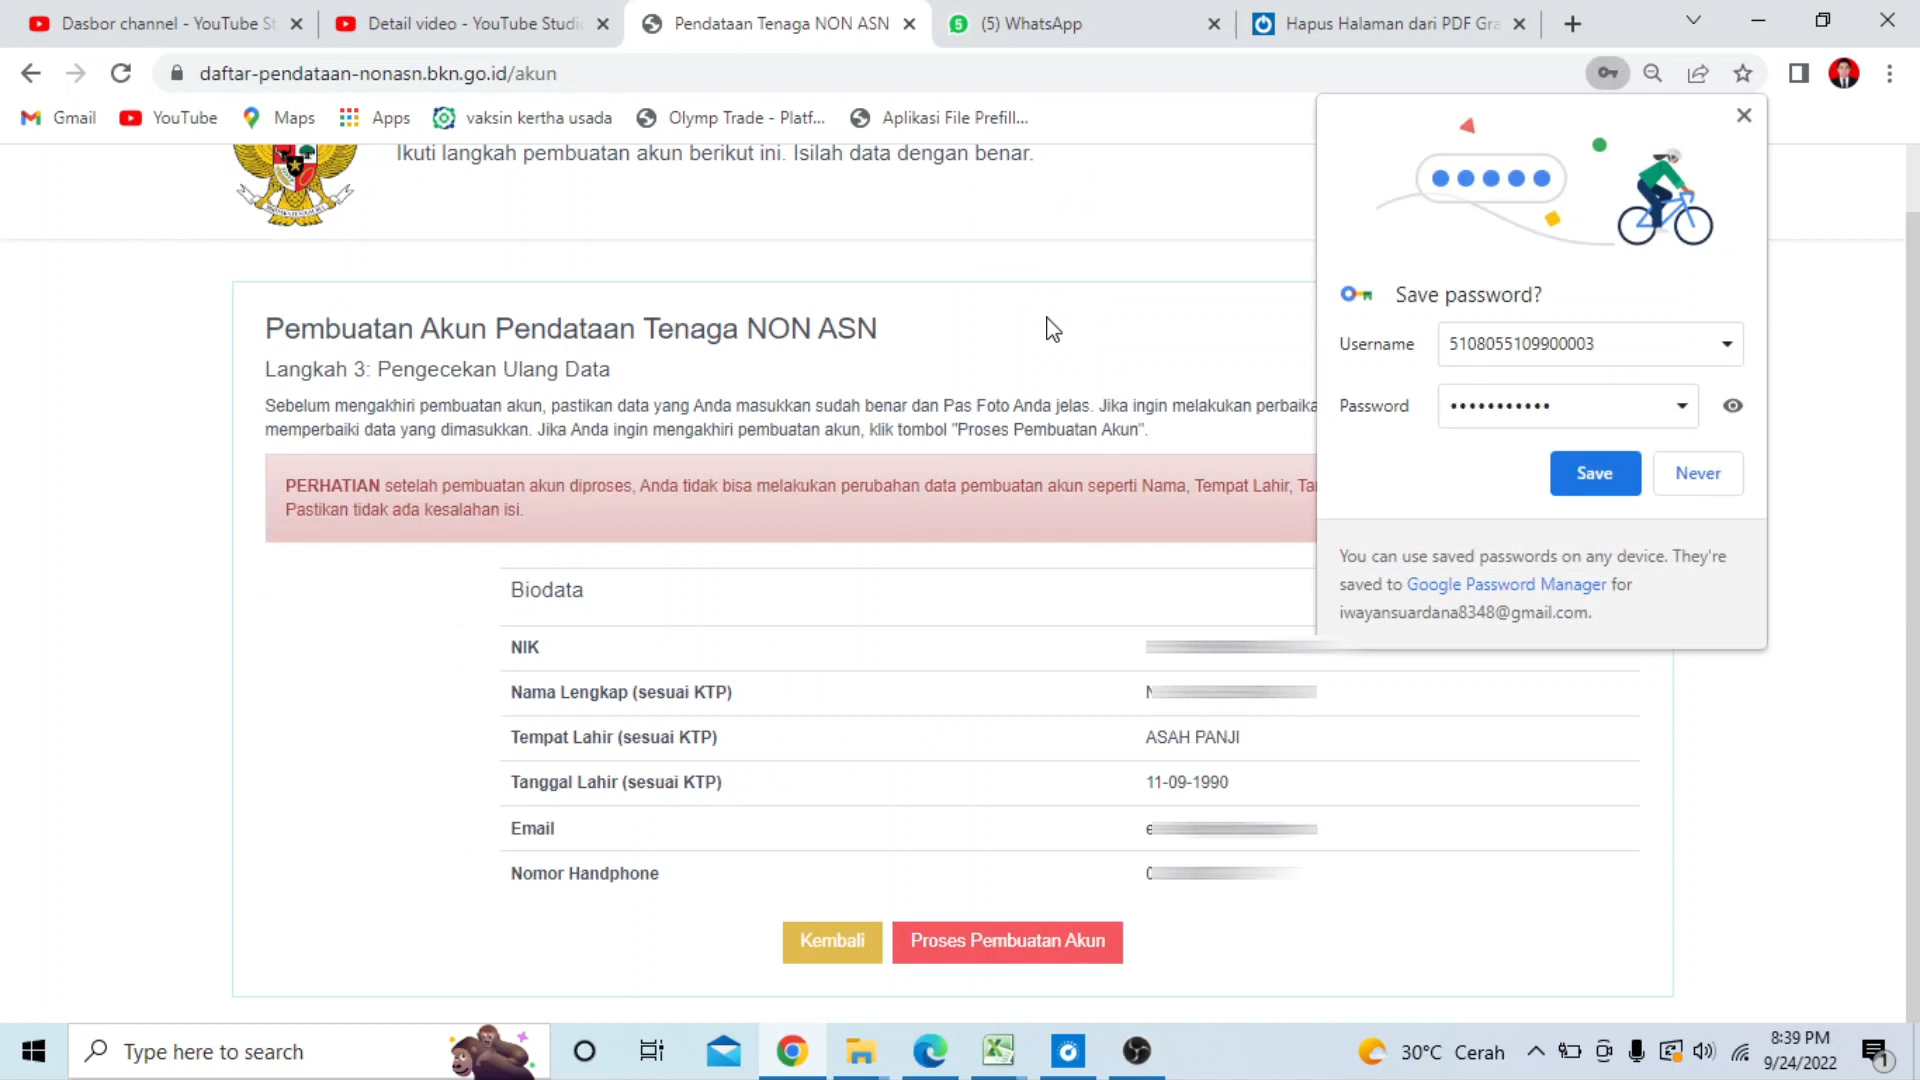 Dasbor channel - YouTube St
Detail video - YouTube Studio
Pendataan Tenaga NON ASN
(5) WhatsApp
Hapus Halaman dari PDF Gra
daftar-pendataan-nonasn.bkn.go.id/akun
Gmail
YouTube
Maps
Apps
vaksin kertha usada
Olymp Trade - Platf...
Aplikasi File Prefill...
Ikuti langkah pembuatan akun berikut ini. Isilah data dengan benar.
Pembuatan Akun Pendataan Tenaga NON ASN
Langkah 3: Pengecekan Ulang Data
Sebelum mengakhiri pembuatan akun, pastikan data yang Anda masukkan sudah benar dan Pas Foto Anda jelas. Jika ingin melakukan perbaika
memperbaiki data yang dimasukkan. Jika Anda ingin mengakhiri pembuatan akun, klik tombol "Proses Pembuatan Akun".
PERHATIAN setelah pembuatan akun diproses, Anda tidak bisa melakukan perubahan data pembuatan akun seperti Nama, Tempat Lahir, Ta
Pastikan tidak ada kesalahan isi.
Save password?
Username 5108055109900003
Password •••••••••••
Save
Never
You can use saved passwords on any device. They're
saved to Google Password Manager for
iwayansuardana8348@gmail.com.
Biodata
NIK
Nama Lengkap (sesuai KTP)
Tempat Lahir (sesuai KTP) ASAH PANJI
Tanggal Lahir (sesuai KTP) 11-09-1990
Email
Nomor Handphone
Kembali
Proses Pembuatan Akun
Type here to search
30°C Cerah
8:39 PM
9/24/2022
1